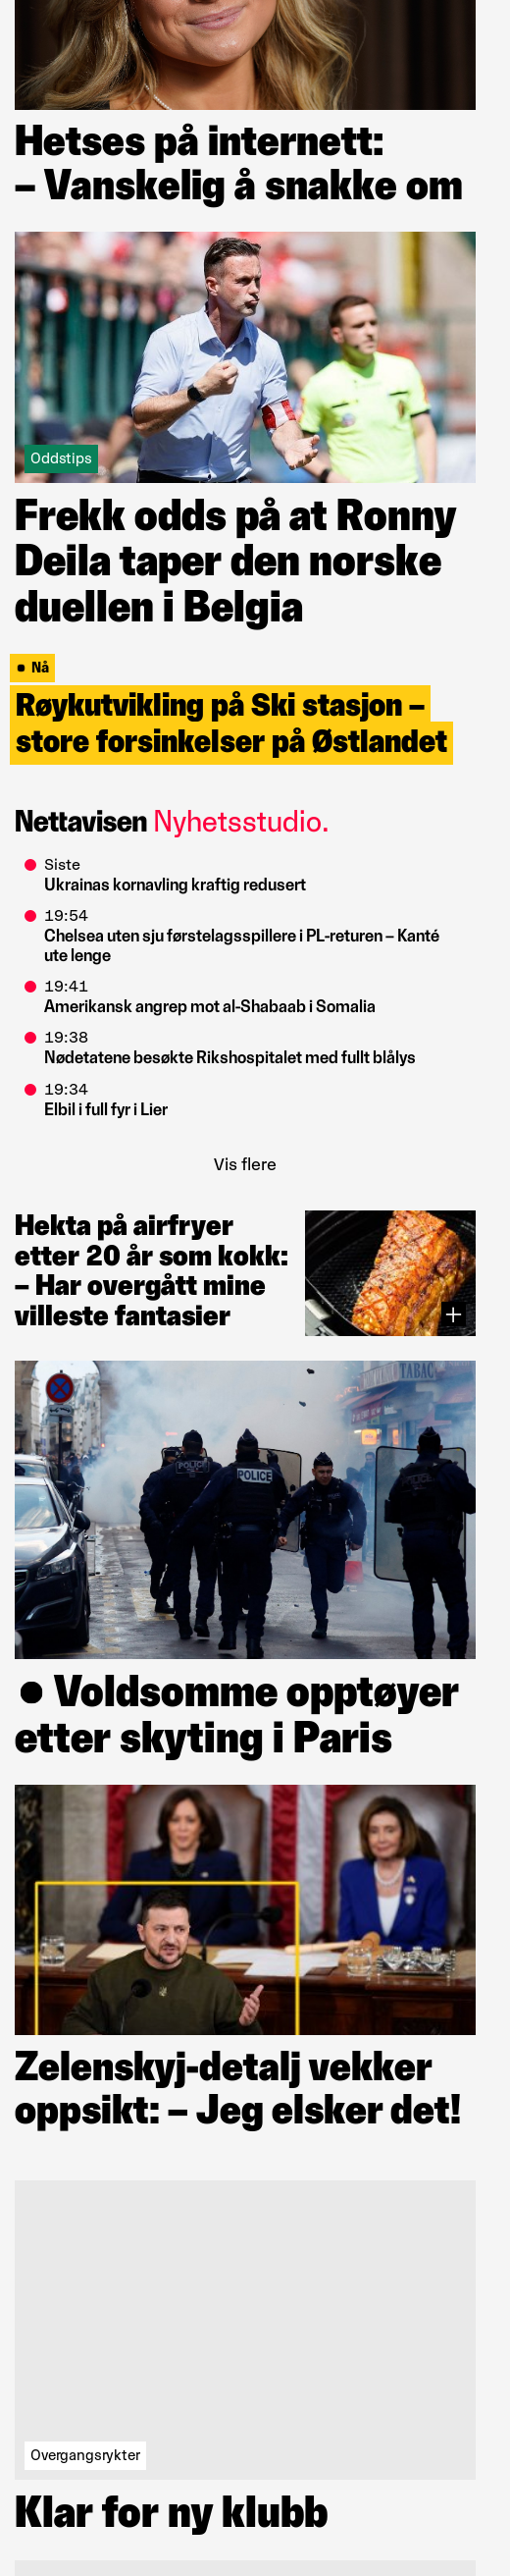 Hetses på internett:
– Vanskelig å snakke om
Oddstips
Frekk odds på at Ronny
Deila taper den norske
duellen i Belgia
Nå
Røykutvikling på Ski stasjon –
store forsinkelser på Østlandet
Nettavisen Nyhetsstudio.
Siste
Ukrainas kornavling kraftig redusert
19:54
Chelsea uten sju førstelagsspillere i PL-returen – Kanté
ute lenge
19:41
Amerikansk angrep mot al-Shabaab i Somalia
19:38
Nødetatene besøkte Rikshospitalet med fullt blålys
19:34
Elbil i full fyr i Lier
Vis flere
Hekta på airfryer
etter 20 år som kokk:
– Har overgått mine
villeste fantasier
TABAC
POLICE
POLICE
Voldsomme opptøyer
etter skyting i Paris
Zelenskyj-detalj vekker
oppsikt: – Jeg elsker det!
Overgangsrykter
Klar for ny klubb